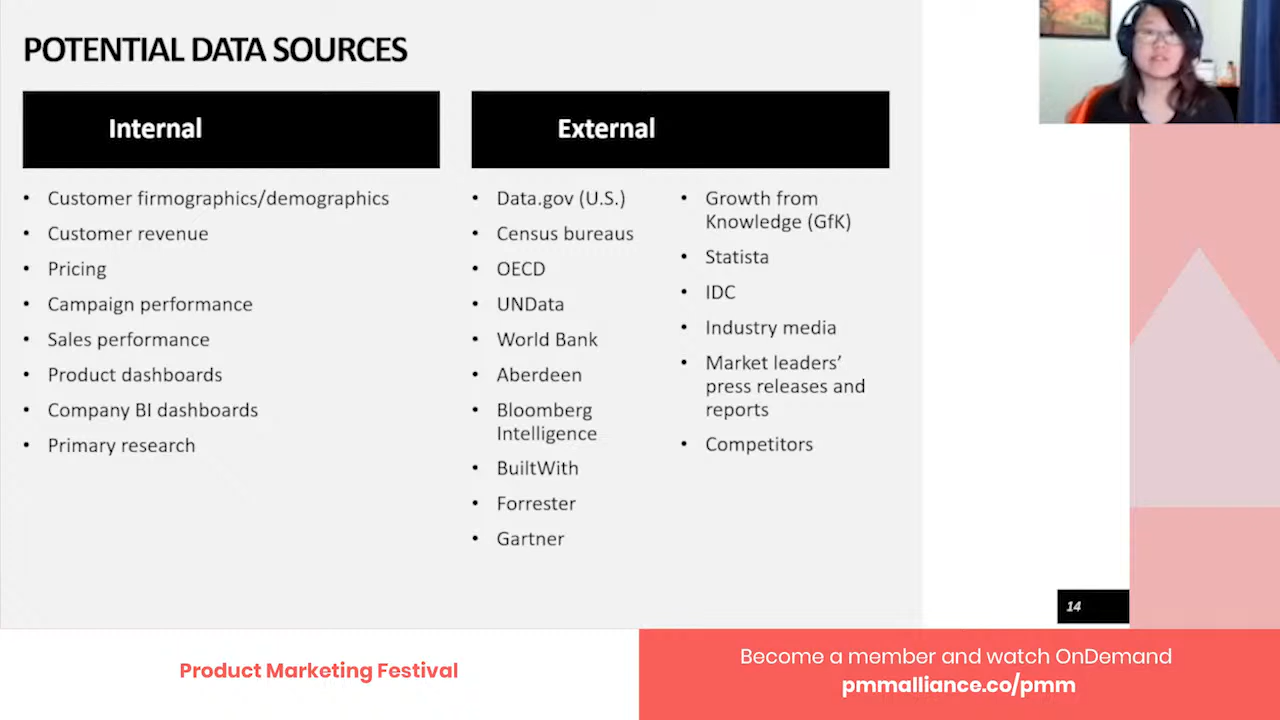 POTENTIAL DATA SOURCES
Internal
• Customer firmographics/demographics
• Customer revenue
• Pricing
• Campaign performance
• Sales performance
• Product dashboards
• Company BI dashboards
• Primary research
External
• Data.gov (U.S.)
• Census bureaus
• OECD
• UNData
• World Bank
• Aberdeen
• Bloomberg
Intelligence
• BuiltWith
• Forrester
• Gartner
• Growth from
Knowledge (GfK)
• Statista
• IDC
• Industry media
• Market leaders’
press releases and
reports
• Competitors
14
Product Marketing Festival
Become a member and watch OnDemand
pmmalliance.co/pmm